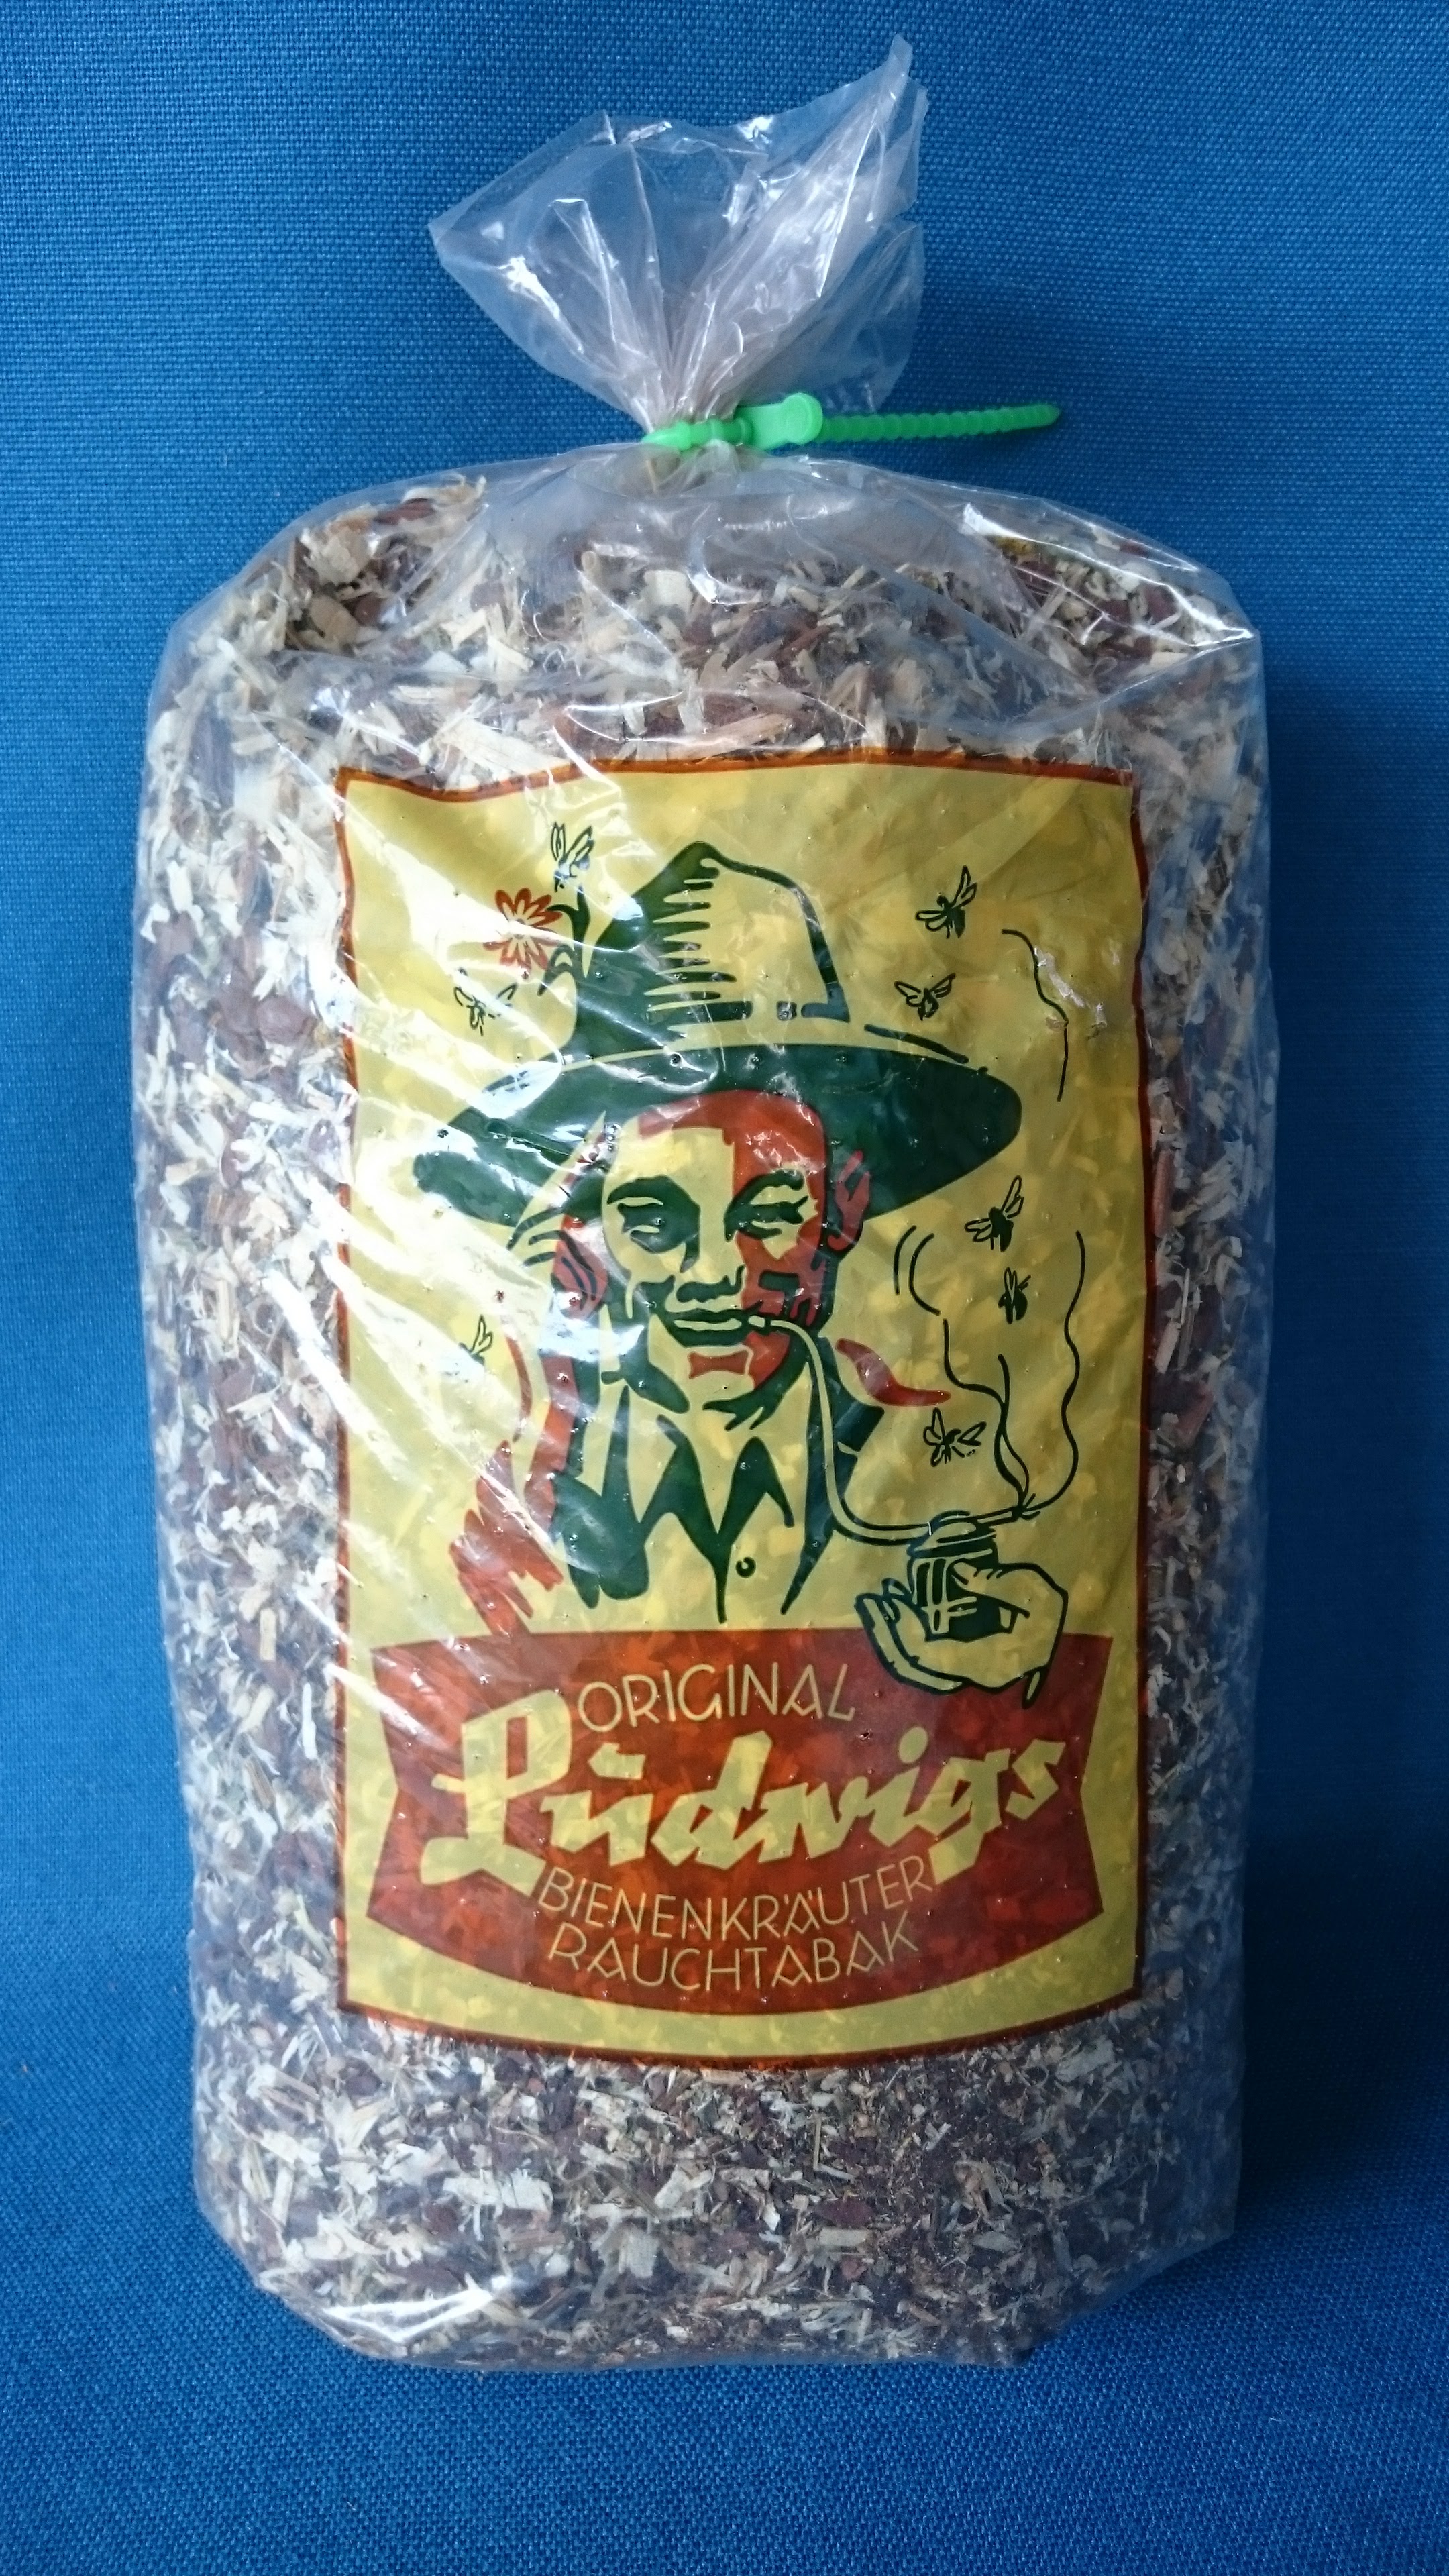 ORIGINAL
Ludwigs
BIENENKRÄUTER
RAUCHTABAK